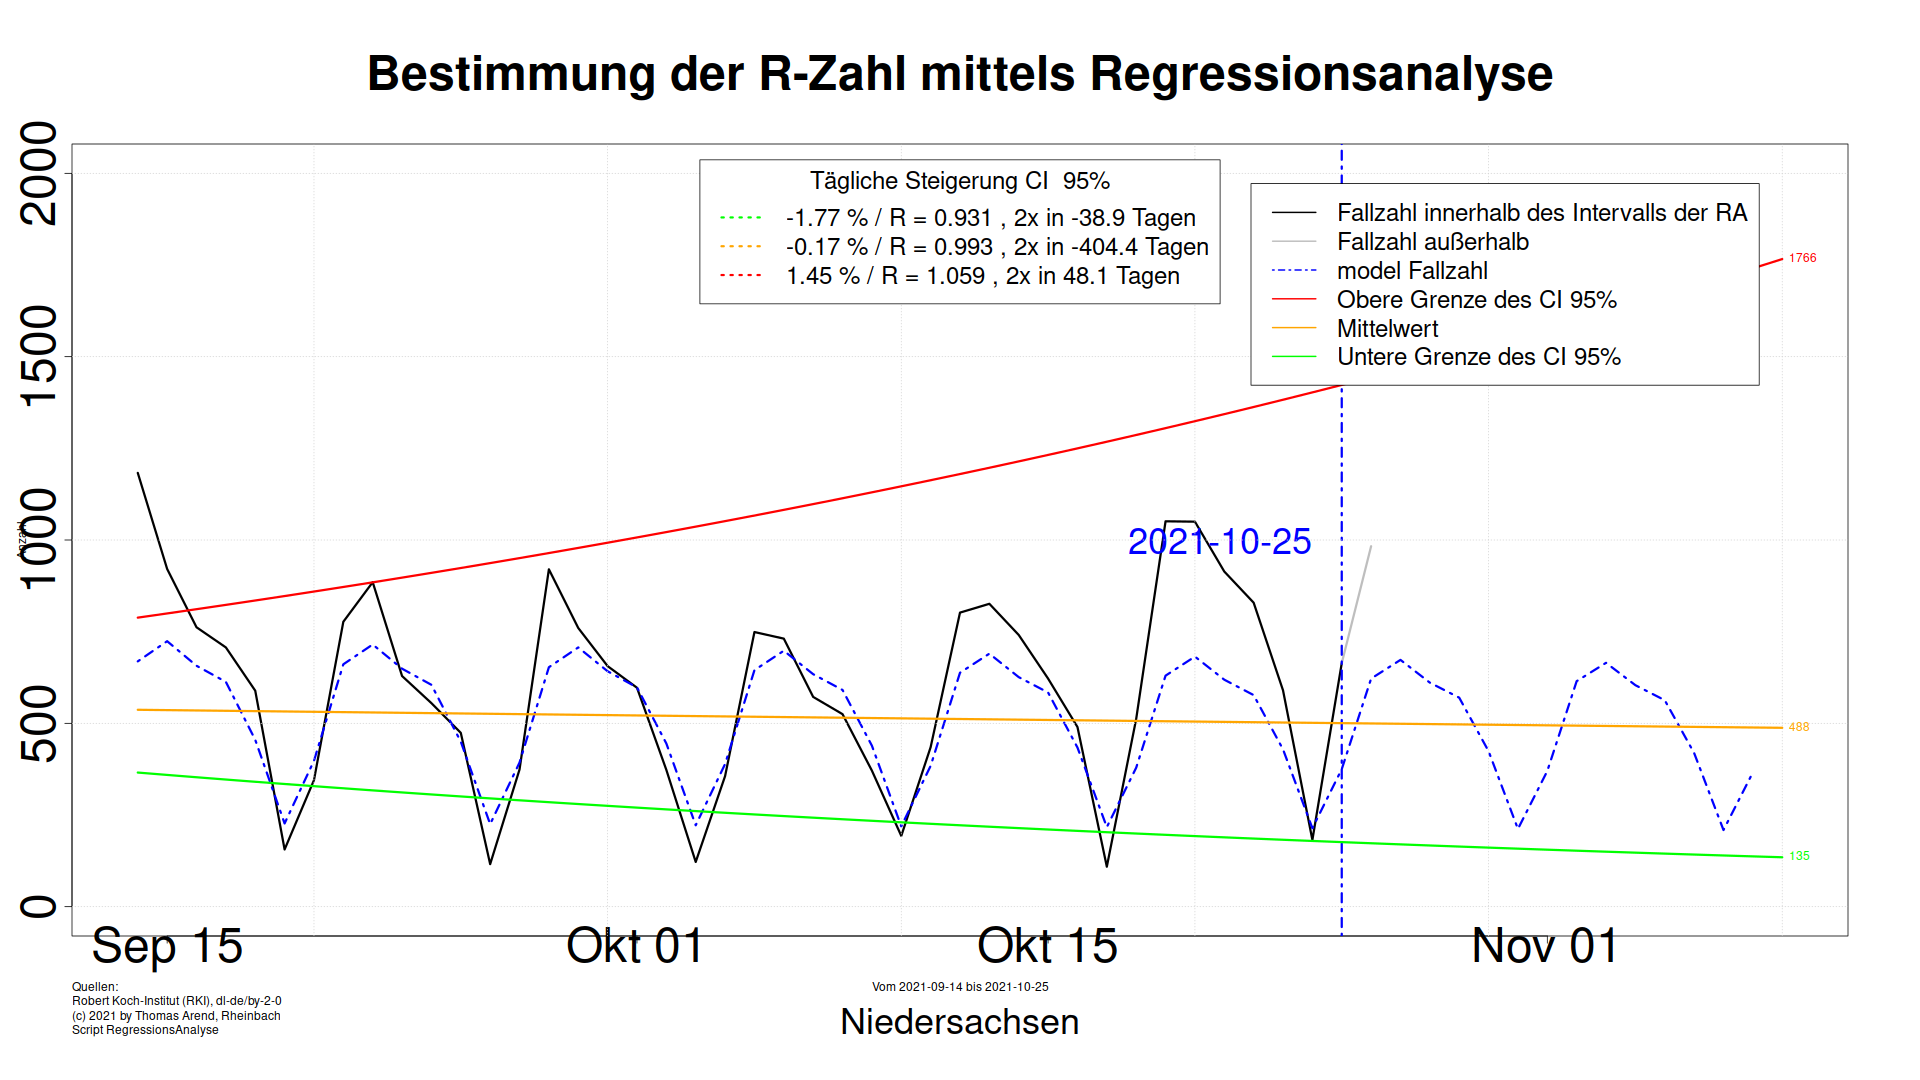 Bestimmung der R-Zahl mittels Regressionsanalyse
2000
1500
1000
500
0
Anzahl
Tägliche Steigerung CI  95%
-1.77 % / R = 0.931 , 2x in -38.9 Tagen
-0.17 % / R = 0.993 , 2x in -404.4 Tagen
1.45 % / R = 1.059 , 2x in 48.1 Tagen
Fallzahl innerhalb des Intervalls der RA
Fallzahl außerhalb
model Fallzahl
Obere Grenze des CI 95%
Mittelwert
Untere Grenze des CI 95%
1766
2021-10-25
488
135
Sep 15
Okt 01
Okt 15
Nov 01
Quellen:
Robert Koch-Institut (RKI), dl-de/by-2-0
(c) 2021 by Thomas Arend, Rheinbach
Script RegressionsAnalyse
Vom 2021-09-14 bis 2021-10-25
Niedersachsen